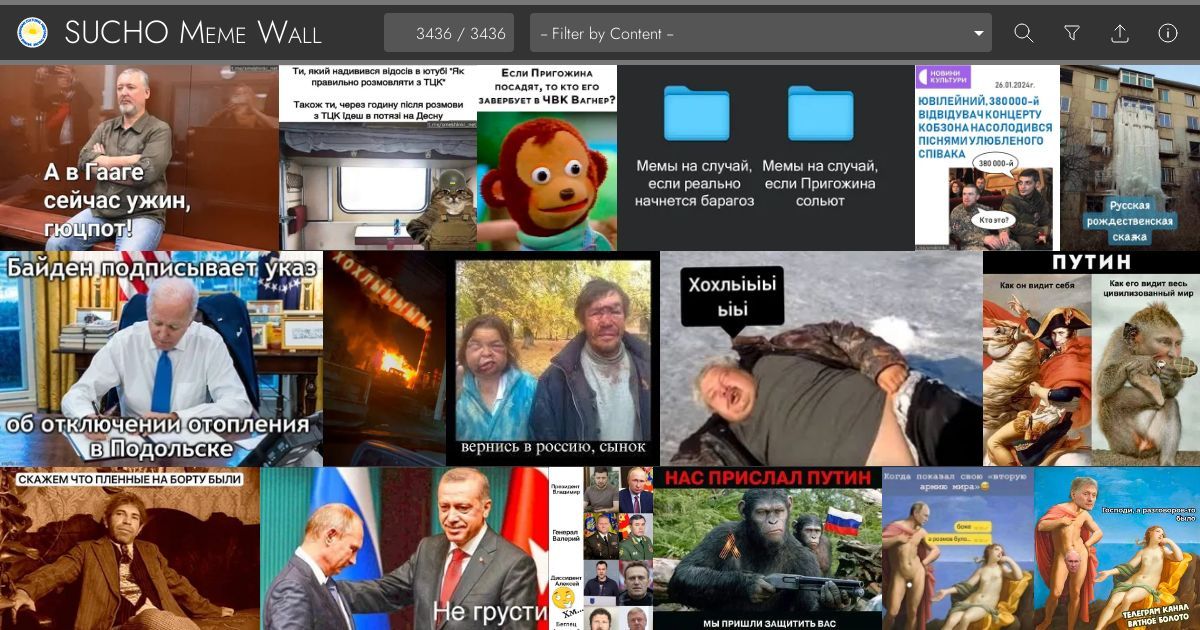 SUCHO Meme Wall
3436 / 3436
– Filter by Content –
А в Гааге
сейчас ужин,
гюцпот!
Ти, який надивився відосів в ютубі "Як
правильно розмовляти з ТЦК"
Також ти, через годину після розмови
з ТЦК їдеш в потязі на Десну
Если Пригожина
посадят, то кто его
завербует в ЧВК Вагнер?
Мемы на случай,
если реально
начнется барагоз
Мемы на случай,
если Пригожина
сольют
НОВИНИ
КУЛЬТУРИ
26.01.2024г.
ЮВІЛЕЙНИЙ, 380000-й
ВІДВІДУВАЧ КОНЦЕРТУ
КОБЗОНА НАСОЛОДИВСЯ
ПІСНЯМИ УЛЮБЛЕНОГО
СПІВАКА
380 000-й
Кто это?
Русская
рождественская
сказка
Байден подписывает указ
об отключении отопления
в Подольске
хохлыыыыы
вернись в россию, сынок
Хохлыыы
ыы
ПУТИН
Как он видит себя
Как его видит весь
цивилизованный мир
СКАЖЕМ ЧТО ПЛЕННЫЕ НА БОРТУ БЫЛИ
Не грусти
Президент
Владимир
Генерал
Валерий
Диссидент
Алексей
Хм...
Беглец
НАС ПРИСЛАЛ ПУТИН
МЫ ПРИШЛИ ЗАЩИТИТЬ ВАС
Когда показал свою «вторую
армию мира»
боже
а розмов було...
Господи, а разговоров-то
было
ТЕЛЕГРАМ КАНАЛ
ВАТНОЕ БОЛОТО